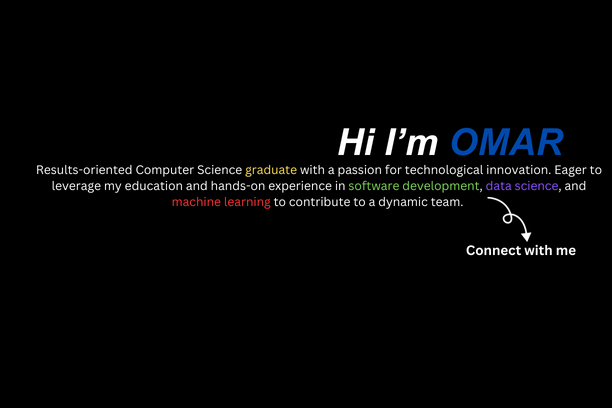 Hi I’m OMAR
Results-oriented Computer Science graduate with a passion for technological innovation. Eager to
leverage my education and hands-on experience in software development, data science, and
machine learning to contribute to a dynamic team.
Connect with me